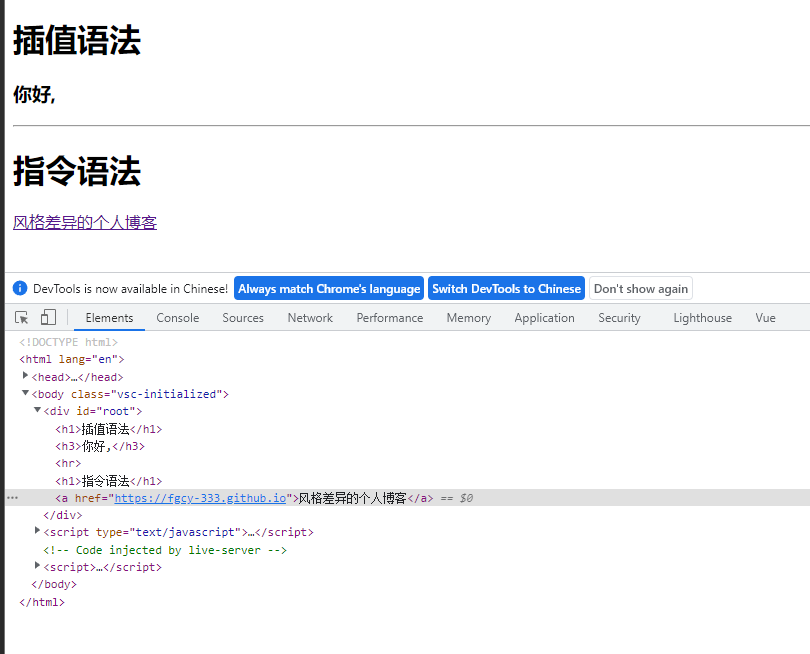 插值语法
你好,
指令语法
风格差异的个人博客
DevTools is now available in Chinese! Always match Chrome's language Switch DevTools to Chinese Don't show again
Elements Console Sources Network Performance Memory Application Security Lighthouse Vue
<!DOCTYPE html>
<html lang="en">
<head>…</head>
<body class="vsc-initialized">
<div id="root">
<h1>插值语法</h1>
<h3>你好,</h3>
<hr>
<h1>指令语法</h1>
<a href="https://fgcy-333.github.io">风格差异的个人博客</a> == $0
</div>
<script type="text/javascript">…</script>
<!-- Code injected by live-server -->
<script>…</script>
</body>
</html>